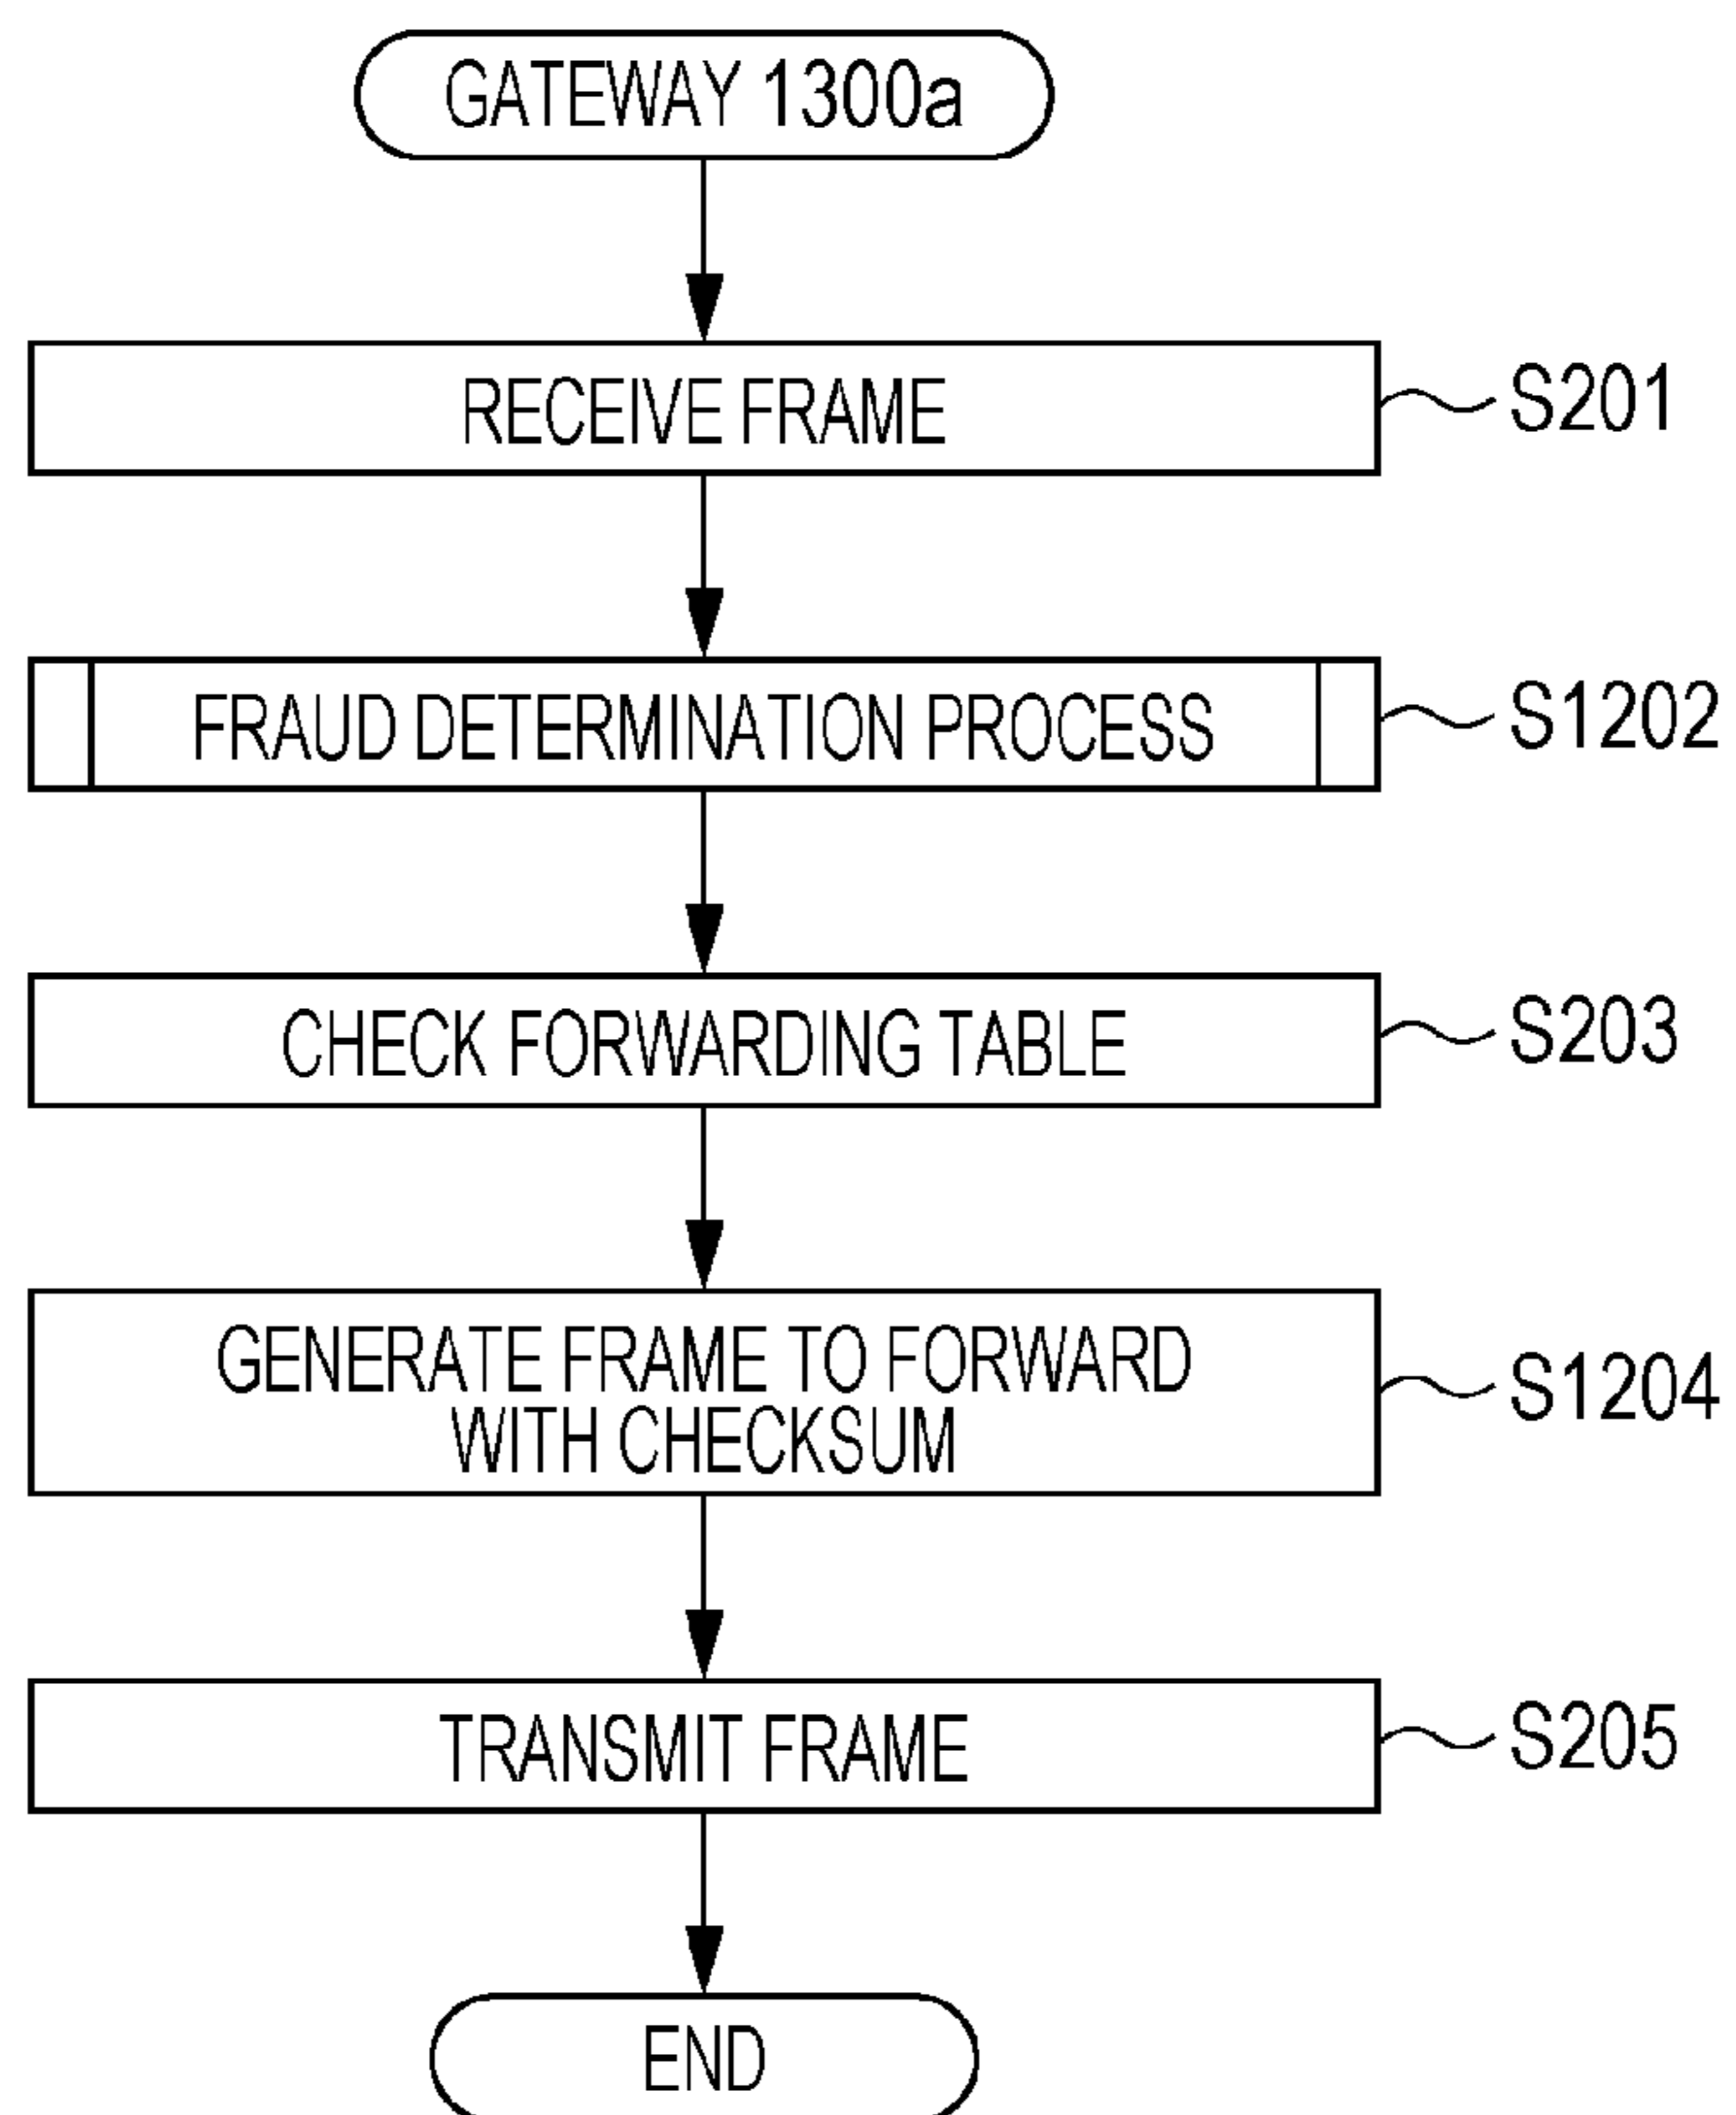 GATEWAY 1300a
RECEIVE FRAME
S201
FRAUD DETERMINATION PROCESS
S1202
CHECK FORWARDING TABLE
S203
GENERATE FRAME TO FORWARD
WITH CHECKSUM
S1204
TRANSMIT FRAME
S205
END